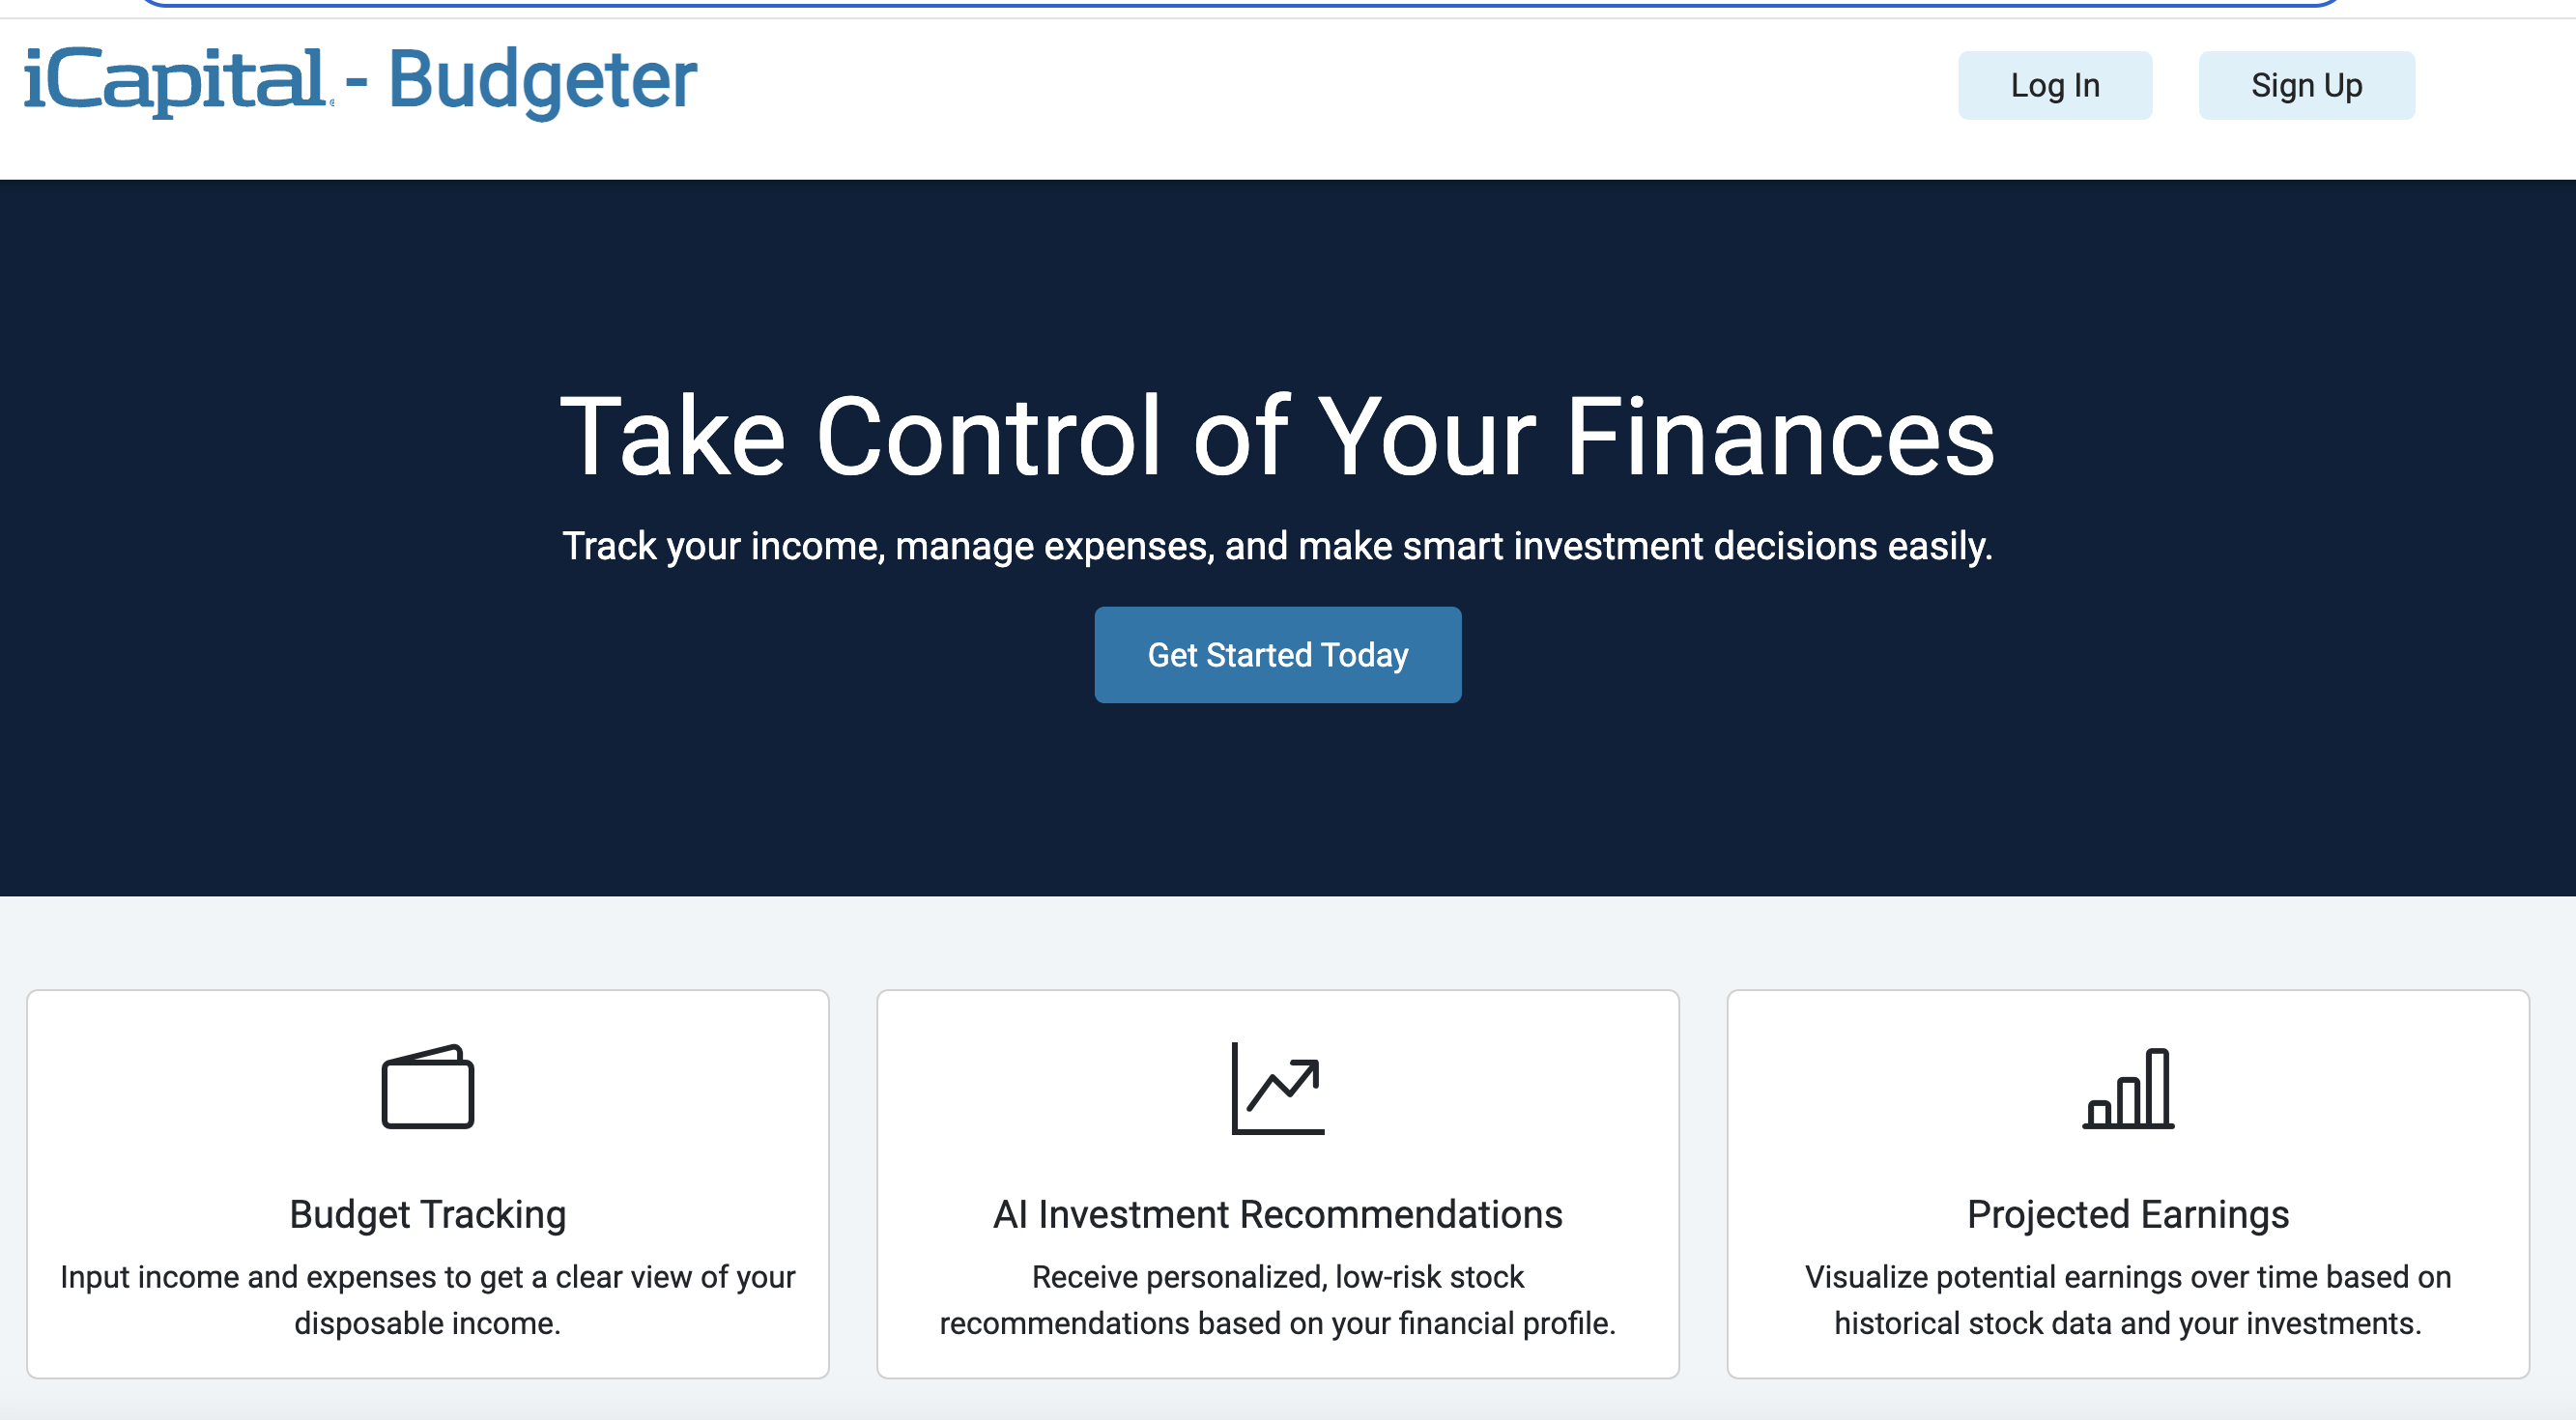 iCapital - Budgeter
Log In
Sign Up
Take Control of Your Finances
Track your income, manage expenses, and make smart investment decisions easily.
Get Started Today
Budget Tracking
Input income and expenses to get a clear view of your
disposable income.
AI Investment Recommendations
Receive personalized, low-risk stock
recommendations based on your financial profile.
Projected Earnings
Visualize potential earnings over time based on
historical stock data and your investments.